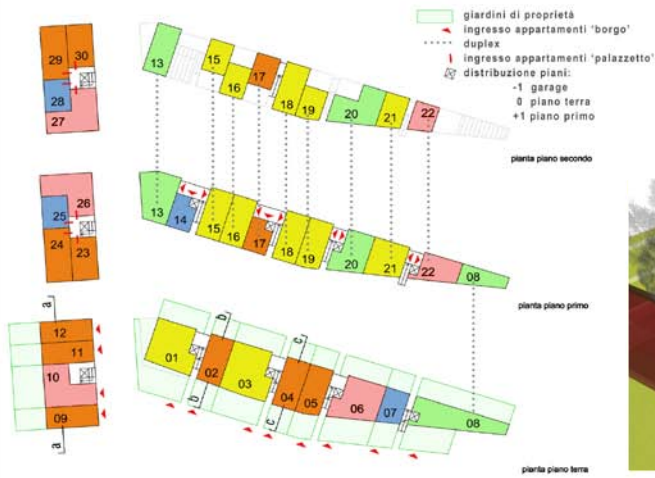 giardini di proprietà
ingresso appartamenti 'borgo'
duplex
ingresso appartamenti 'palazzetto'
distribuzione piani:
-1 garage
0 piano terra
+1 piano primo
29 30
28
27
13
15
16
17
18
19
20
21
22
pianta piano secondo
26
25
24 23
13
14
15
16
17
18
19
20
21
22
08
pianta piano primo
a
12
11
10
09
a
b
c
01
02
03
04
05
06
07
08
b
c
pianta piano terra